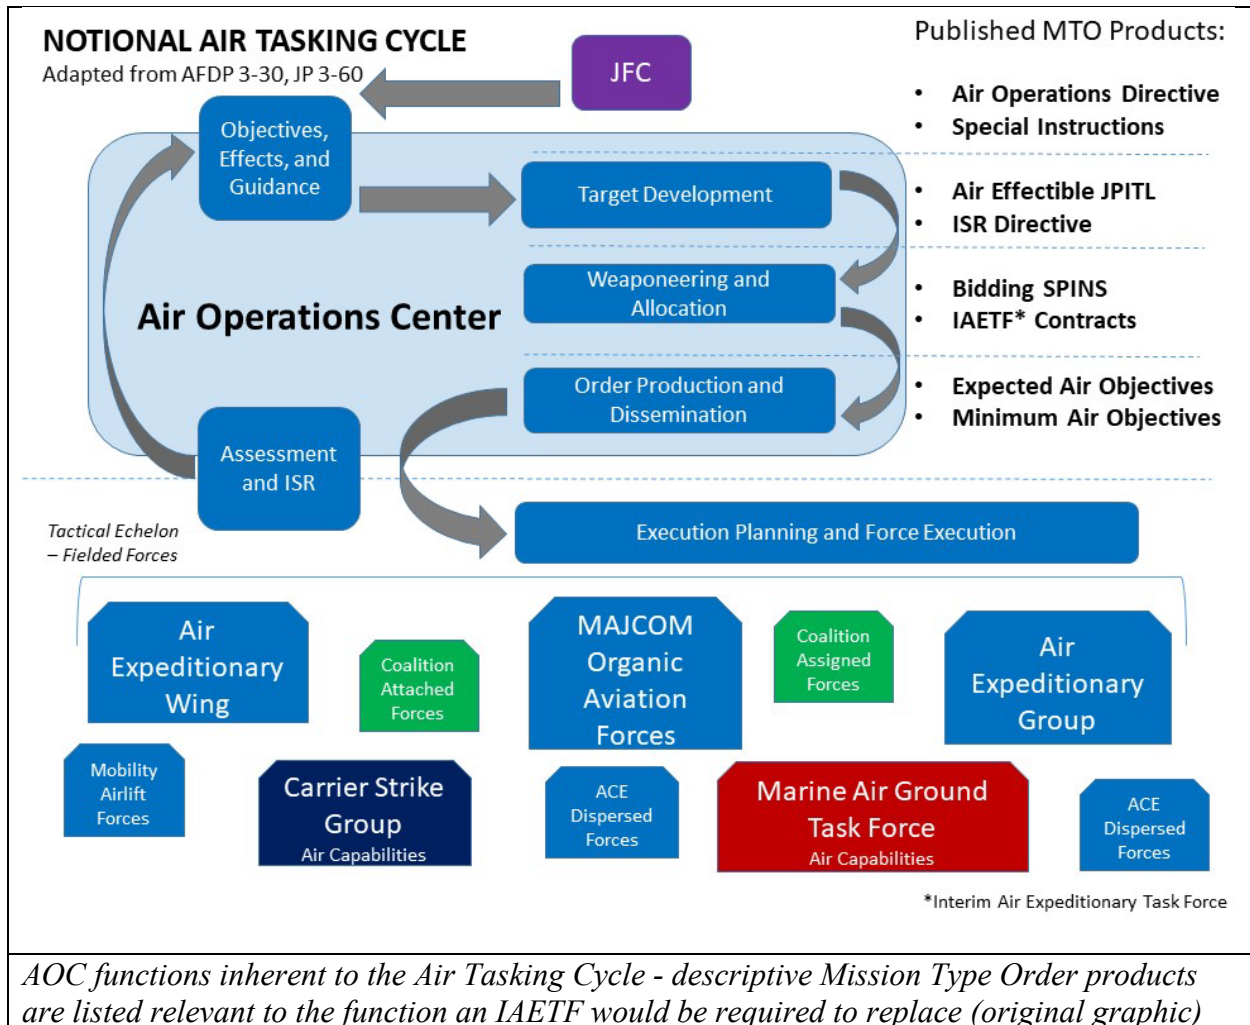 NOTIONAL AIR TASKING CYCLE
Adapted from AFDP 3-30, JP 3-60
JFC
Published MTO Products:
• Air Operations Directive
• Special Instructions
Objectives,
Effects, and
Guidance
Target Development
• Air Effectible JPITL
• ISR Directive
Weaponeering and
Allocation
• Bidding SPINS
• IAETF* Contracts
Air Operations Center
Order Production and
Dissemination
• Expected Air Objectives
• Minimum Air Objectives
Assessment
and ISR
Tactical Echelon
– Fielded Forces
Execution Planning and Force Execution
Air
Expeditionary
Wing
Coalition
Attached
Forces
MAJCOM
Organic
Aviation
Forces
Coalition
Assigned
Forces
Air
Expeditionary
Group
Mobility
Airlift
Forces
Carrier Strike
Group
Air Capabilities
ACE
Dispersed
Forces
Marine Air Ground
Task Force
Air Capabilities
ACE
Dispersed
Forces
*Interim Air Expeditionary Task Force
AOC functions inherent to the Air Tasking Cycle - descriptive Mission Type Order products
are listed relevant to the function an IAETF would be required to replace (original graphic)